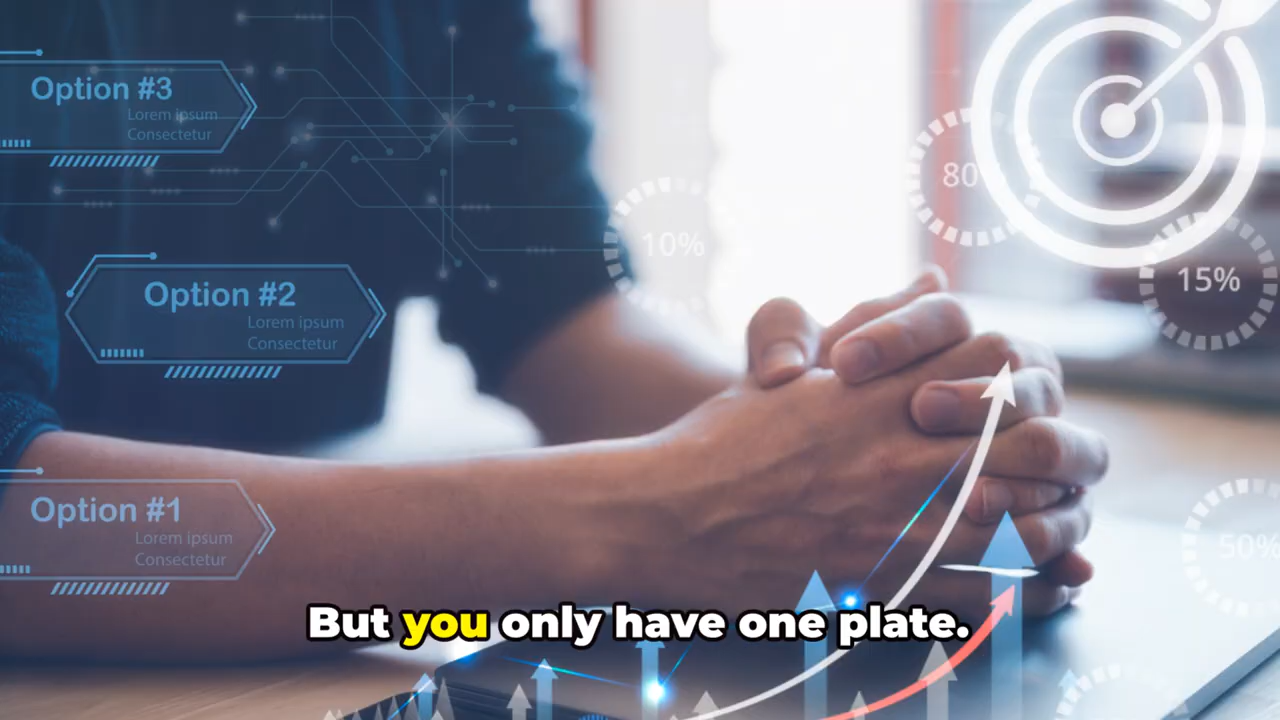 Option #3
Lorem ipsum
Consectetur
Option #2
Lorem ipsum
Consectetur
Option #1
Lorem ipsum
Consectetur
10%
80
15%
50%
But you only have one plate.